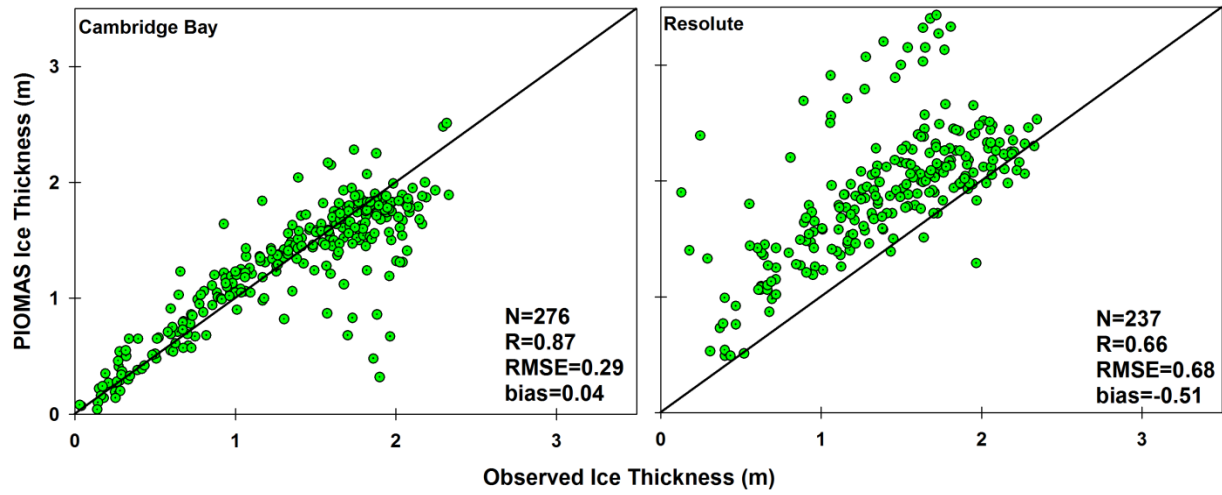 Cambridge Bay
Resolute
PIOMAS Ice Thickness (m)
3
2
1
0
N=276
R=0.87
RMSE=0.29
bias=0.04
N=237
R=0.66
RMSE=0.68
bias=-0.51
0 1 2 3
0 1 2 3
Observed Ice Thickness (m)